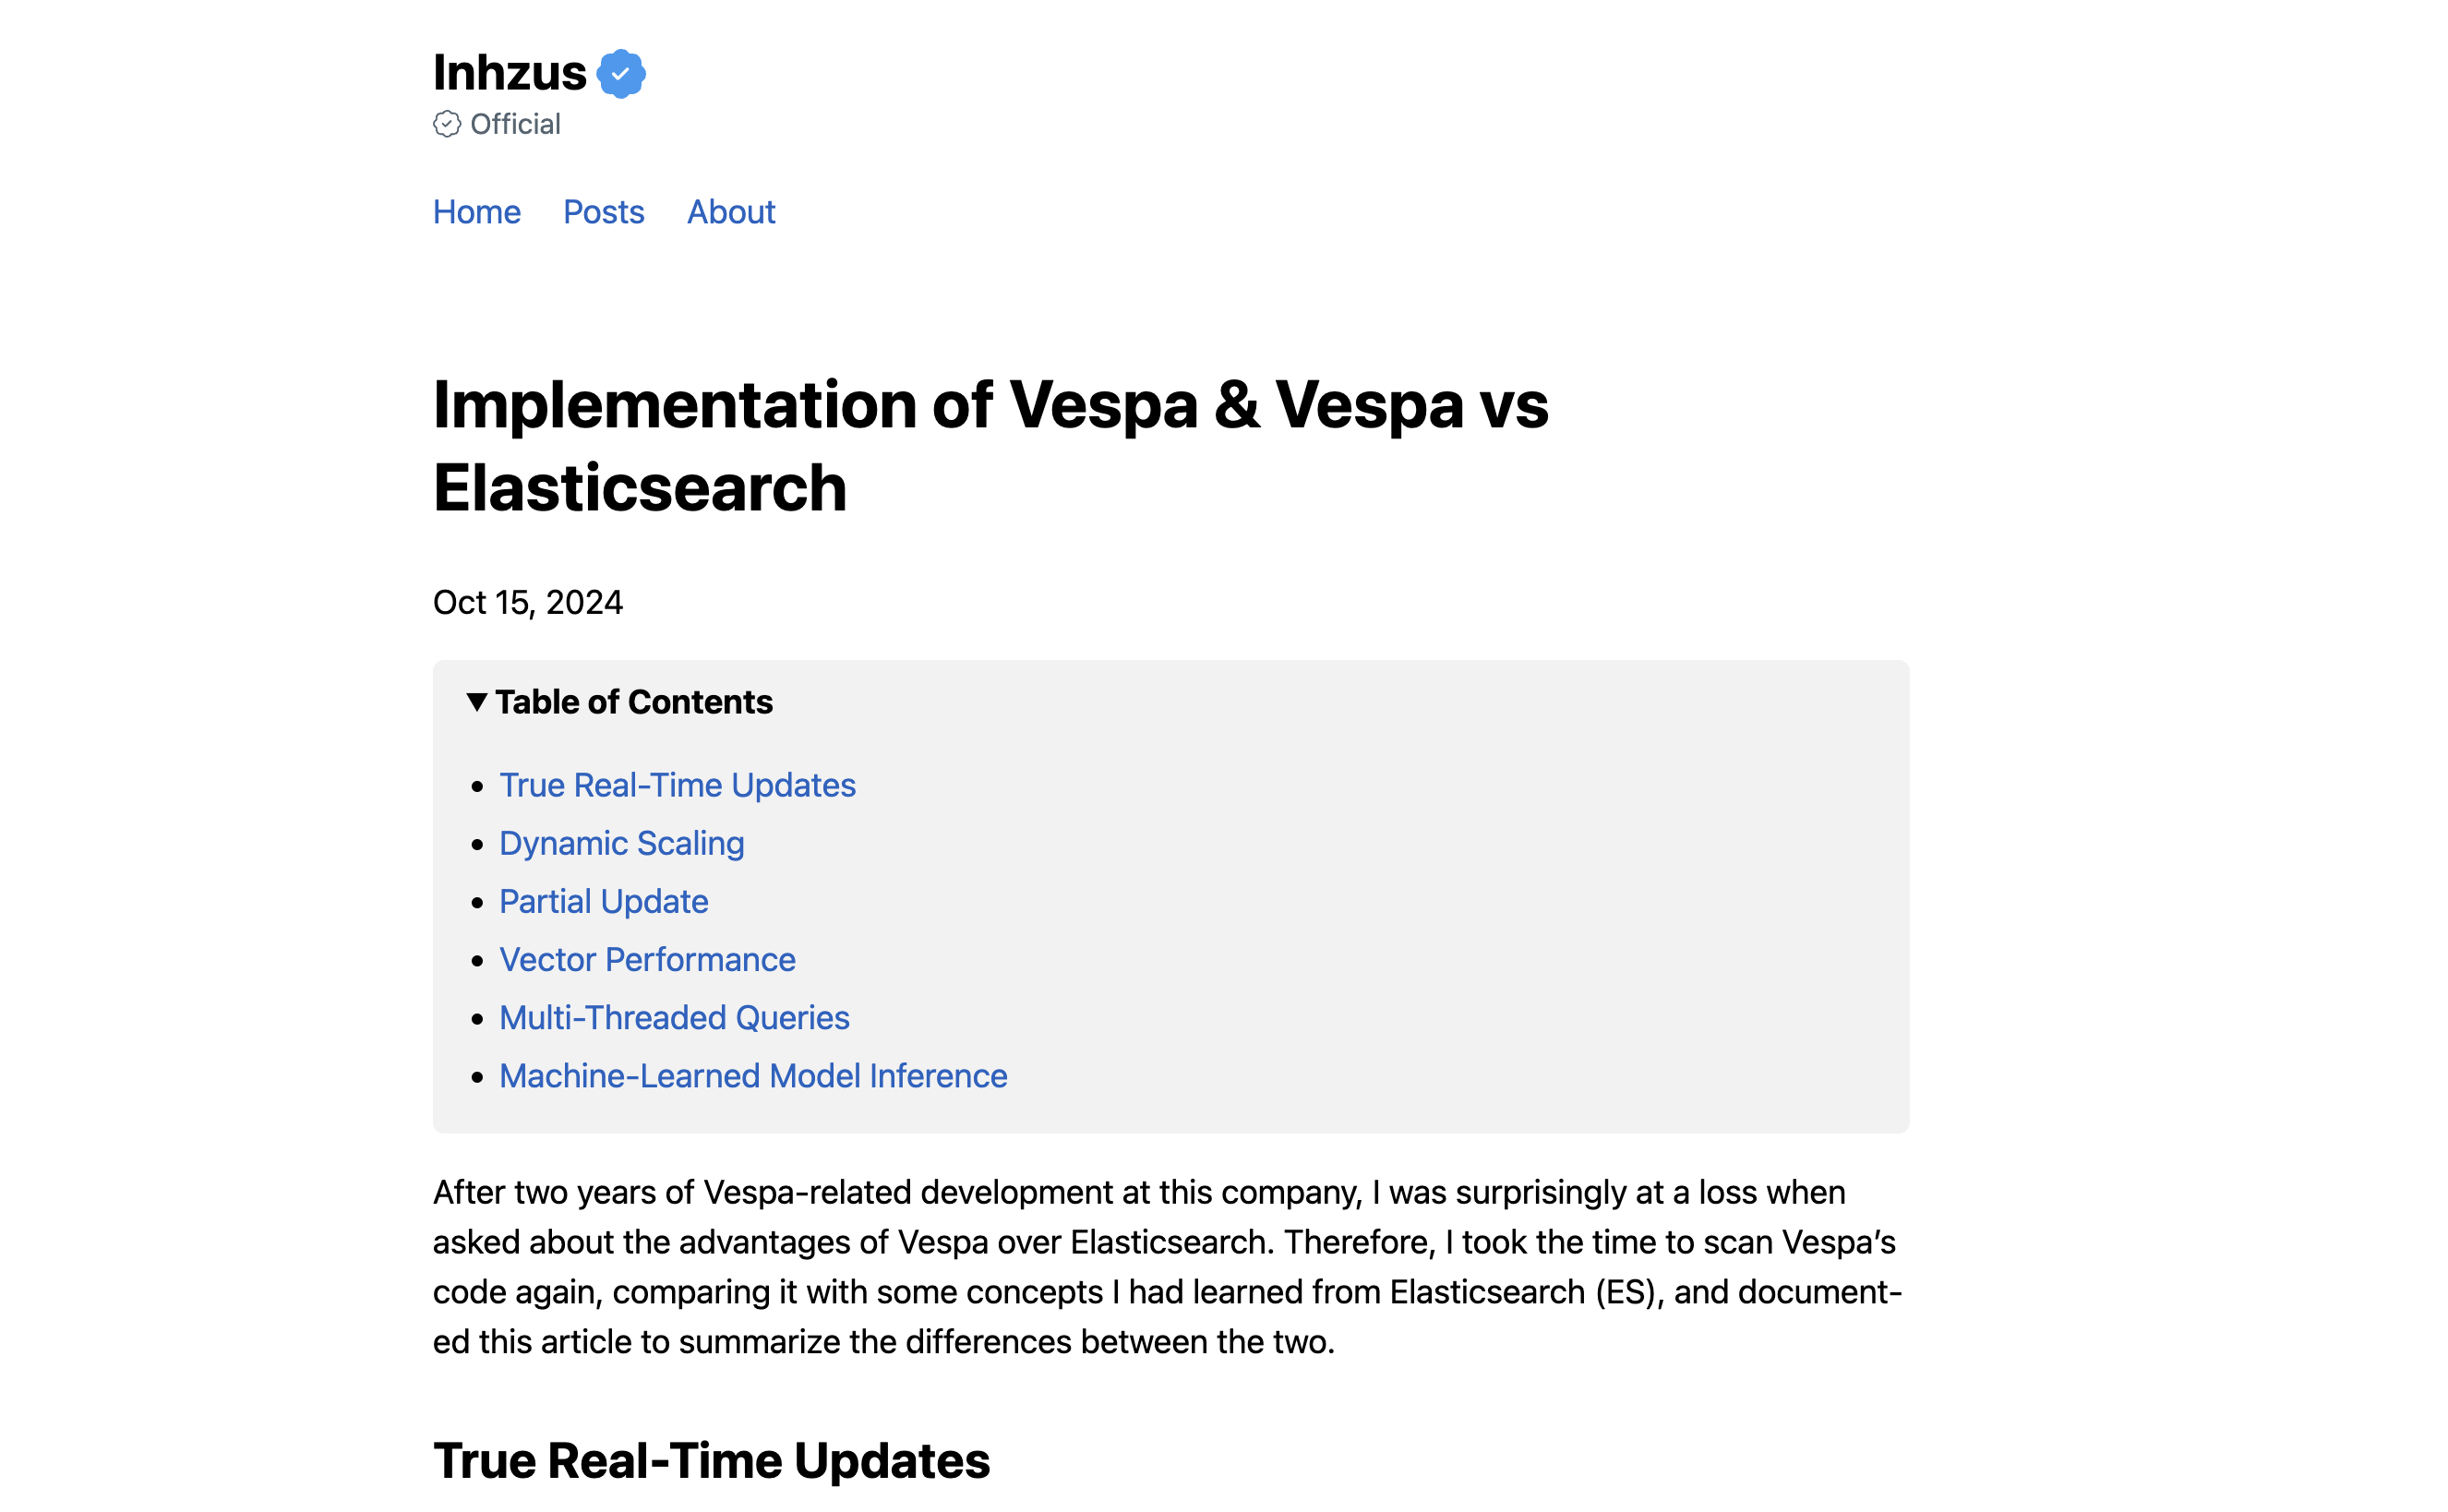 Inhzus
Official
Home Posts About
Implementation of Vespa & Vespa vs
Elasticsearch
Oct 15, 2024
Table of Contents
True Real-Time Updates
Dynamic Scaling
Partial Update
Vector Performance
Multi-Threaded Queries
Machine-Learned Model Inference
After two years of Vespa-related development at this company, I was surprisingly at a loss when
asked about the advantages of Vespa over Elasticsearch. Therefore, I took the time to scan Vespa’s
code again, comparing it with some concepts I had learned from Elasticsearch (ES), and document-
ed this article to summarize the differences between the two.
True Real-Time Updates